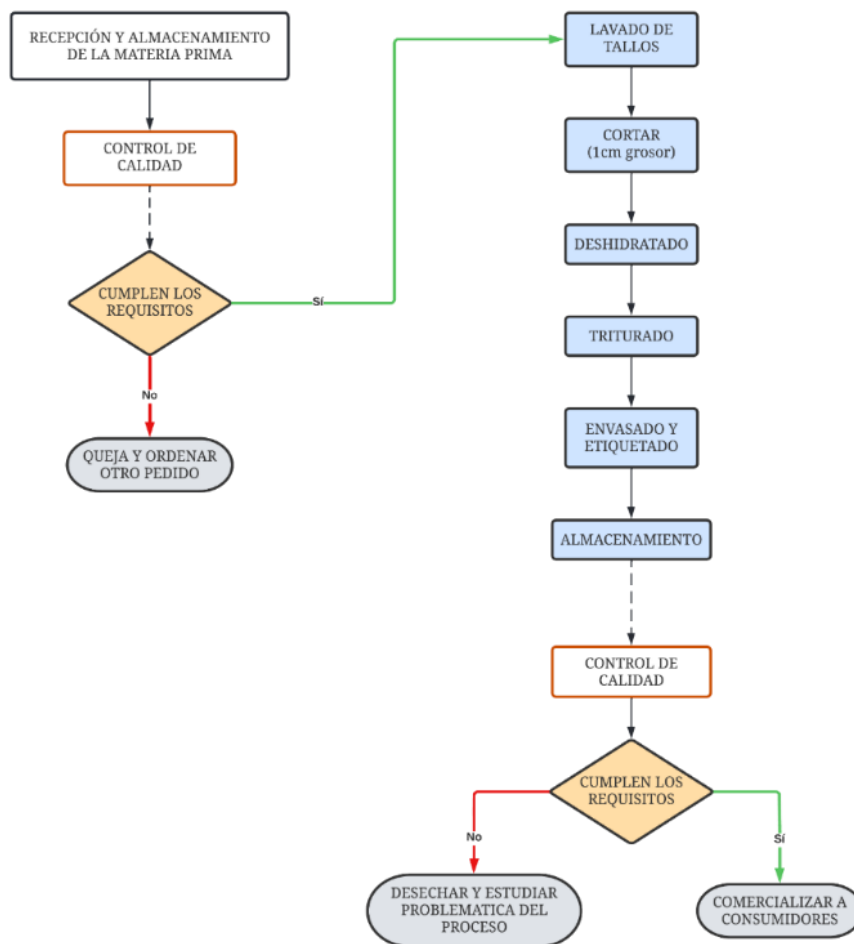 RECEPCIÓN Y ALMACENAMIENTO
DE LA MATERIA PRIMA
CONTROL DE
CALIDAD
CUMPLEN LOS
REQUISITOS
Sí
No
QUEJA Y ORDENAR
OTRO PEDIDO
LAVADO DE
TALLOS
CORTAR
(1cm grosor)
DESHIDRATADO
TRITURADO
ENVASADO Y
ETIQUETADO
ALMACENAMIENTO
CONTROL DE
CALIDAD
CUMPLEN LOS
REQUISITOS
No
Sí
DESECHAR Y ESTUDIAR
PROBLEMATICA DEL
PROCESO
COMERCIALIZAR A
CONSUMIDORES